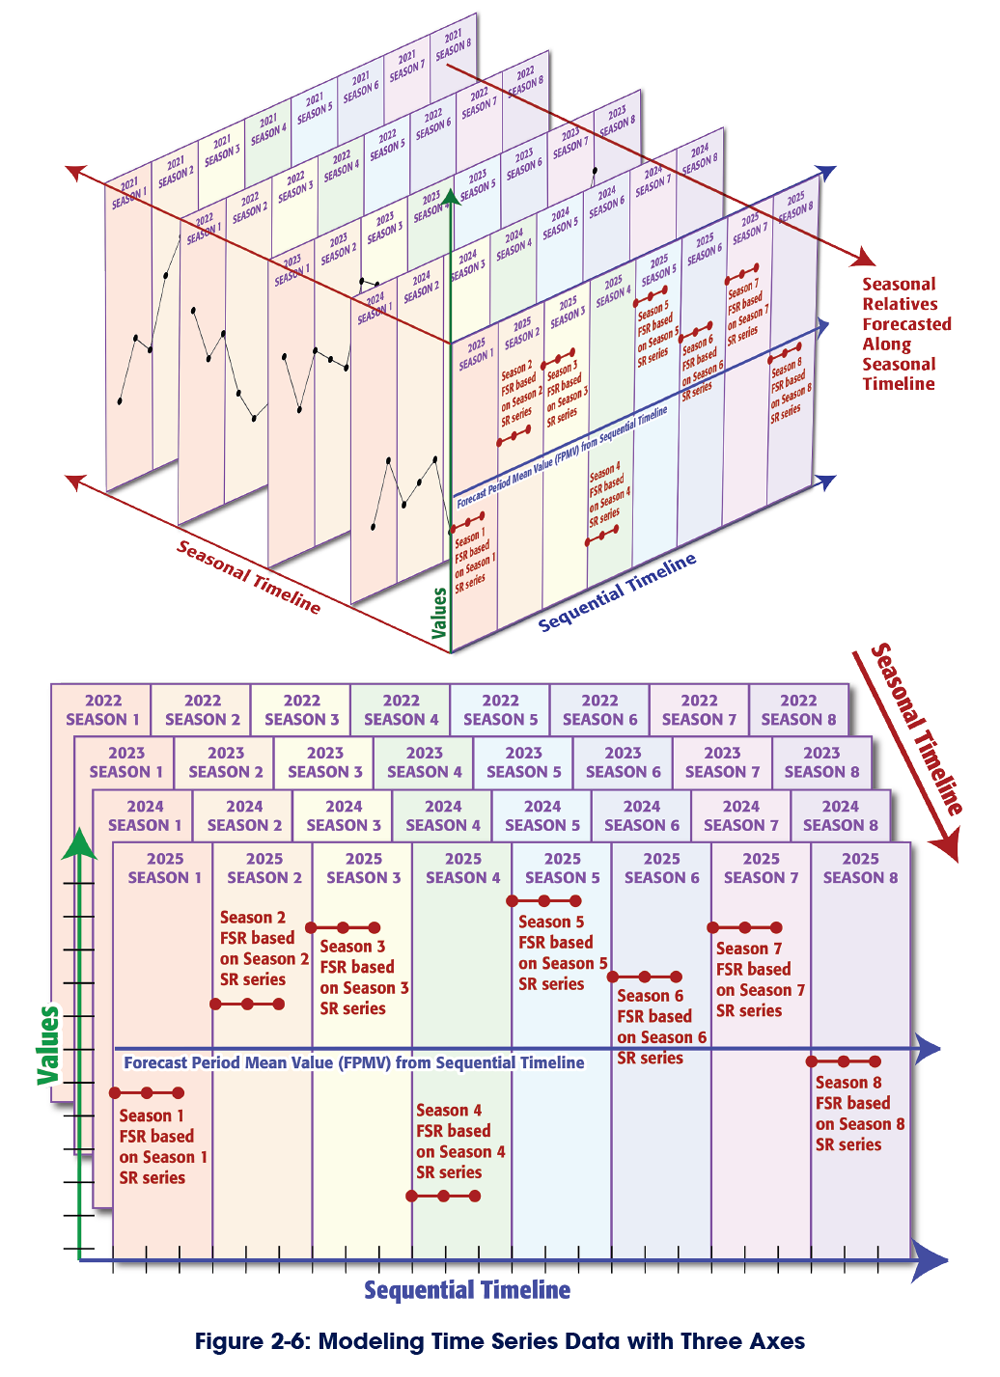 2021
SEASON 1
2021
SEASON 2
2021
SEASON 3
2021
SEASON 4
2021
SEASON 5
2021
SEASON 6
2021
SEASON 7
2021
SEASON 8
2022
SEASON 1
2022
SEASON 2
2022
SEASON 3
2022
SEASON 4
2022
SEASON 5
2022
SEASON 6
2022
SEASON 7
2022
SEASON 8
2023
SEASON 1
2023
SEASON 2
2023
SEASON 3
2023
SEASON 4
2023
SEASON 5
2023
SEASON 6
2023
SEASON 7
2023
SEASON 8
2024
SEASON 1
2024
SEASON 2
2024
SEASON 3
2024
SEASON 4
2024
SEASON 5
2024
SEASON 6
2024
SEASON 7
2024
SEASON 8
2025
SEASON 1
2025
SEASON 2
2025
SEASON 3
2025
SEASON 4
2025
SEASON 5
2025
SEASON 6
2025
SEASON 7
2025
SEASON 8
Season 1
FSR based
on Season 1
SR series
Season 2
FSR based
on Season 2
SR series
Season 3
FSR based
on Season 3
SR series
Season 4
FSR based
on Season 4
SR series
Season 5
FSR based
on Season 5
SR series
Season 6
FSR based
on Season 6
SR series
Season 7
FSR based
on Season 7
SR series
Season 8
FSR based
on Season 8
SR series
Forecast Period Mean Value (FPMV) from Sequential Timeline
Seasonal
Relatives
Forecasted
Along
Seasonal
Timeline
Seasonal Timeline
Values
Sequential Timeline
Seasonal Timeline
2022
SEASON 1
2022
SEASON 2
2022
SEASON 3
2022
SEASON 4
2022
SEASON 5
2022
SEASON 6
2022
SEASON 7
2022
SEASON 8
2023
SEASON 1
2023
SEASON 2
2023
SEASON 3
2023
SEASON 4
2023
SEASON 5
2023
SEASON 6
2023
SEASON 7
2023
SEASON 8
2024
SEASON 1
2024
SEASON 2
2024
SEASON 3
2024
SEASON 4
2024
SEASON 5
2024
SEASON 6
2024
SEASON 7
2024
SEASON 8
2025
SEASON 1
2025
SEASON 2
2025
SEASON 3
2025
SEASON 4
2025
SEASON 5
2025
SEASON 6
2025
SEASON 7
2025
SEASON 8
Season 1
FSR based
on Season 1
SR series
Season 2
FSR based
on Season 2
SR series
Season 3
FSR based
on Season 3
SR series
Season 4
FSR based
on Season 4
SR series
Season 5
FSR based
on Season 5
SR series
Season 6
FSR based
on Season 6
SR series
Season 7
FSR based
on Season 7
SR series
Season 8
FSR based
on Season 8
SR series
Forecast Period Mean Value (FPMV) from Sequential Timeline
Values
Sequential Timeline
Figure 2-6: Modeling Time Series Data with Three Axes